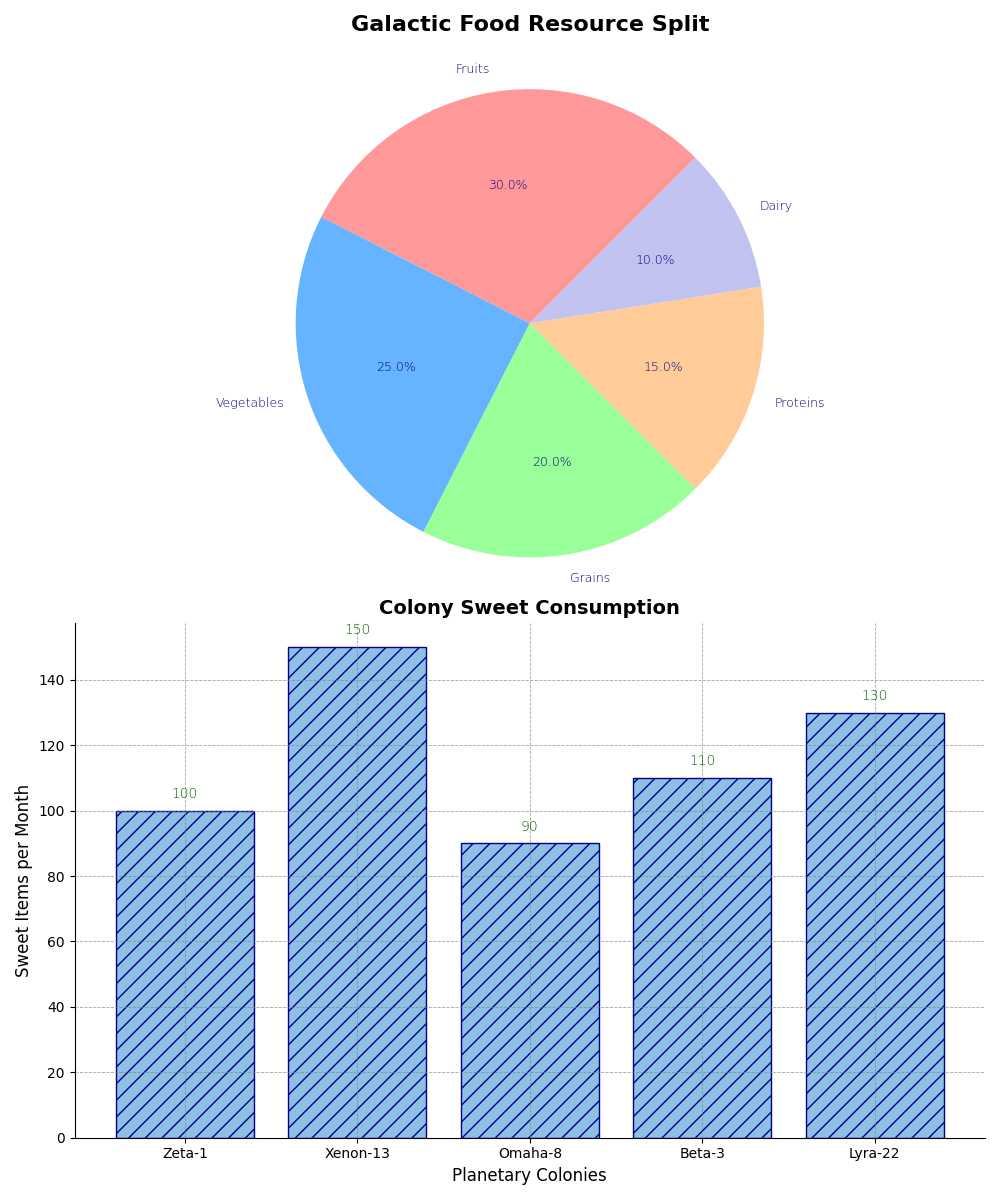 Galactic Food Resource Split
Fruits
30.0%
Dairy
10.0%
25.0%
15.0%
Vegetables
Proteins
20.0%
Grains
Colony Sweet Consumption
150
140
130
120
110
100
100
90
80
60
40
20
0
Sweet Items per Month
Zeta-1
Xenon-13
Omaha-8
Beta-3
Lyra-22
Planetary Colonies